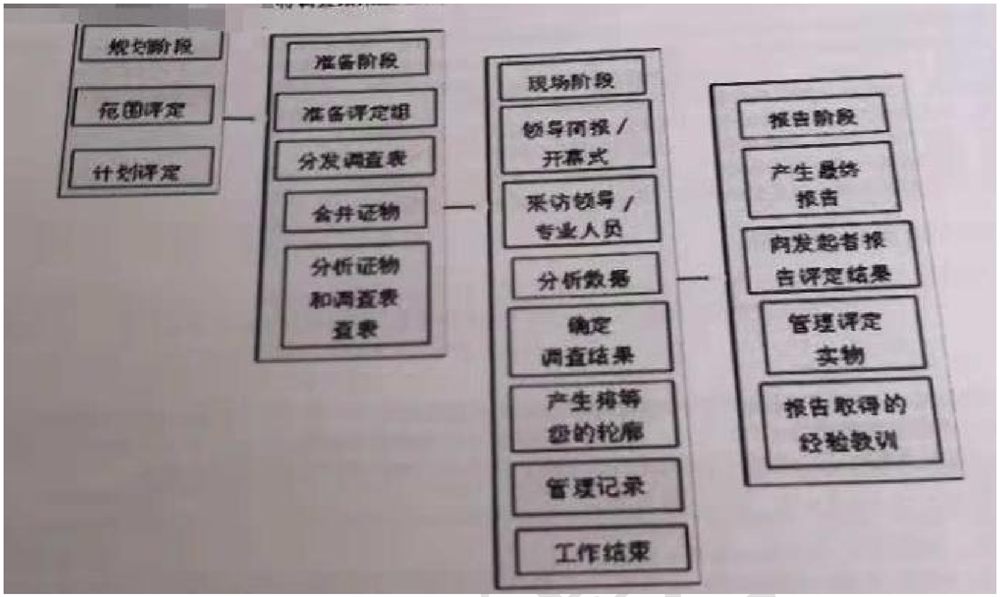 规划阶段
范围评定
计划评定
准备阶段
准备评定组
分发调查表
合并证物
分析证物
和调查表
查表
现场阶段
领导简报/
开幕式
采访领导/
专业人员
分析数据
确定
调查结果
产生将等
级的轮廓
管理记录
工作结束
报告阶段
产生最终
报告
向发起者报
告评定结果
管理评定
实物
报告取得的
经验教训